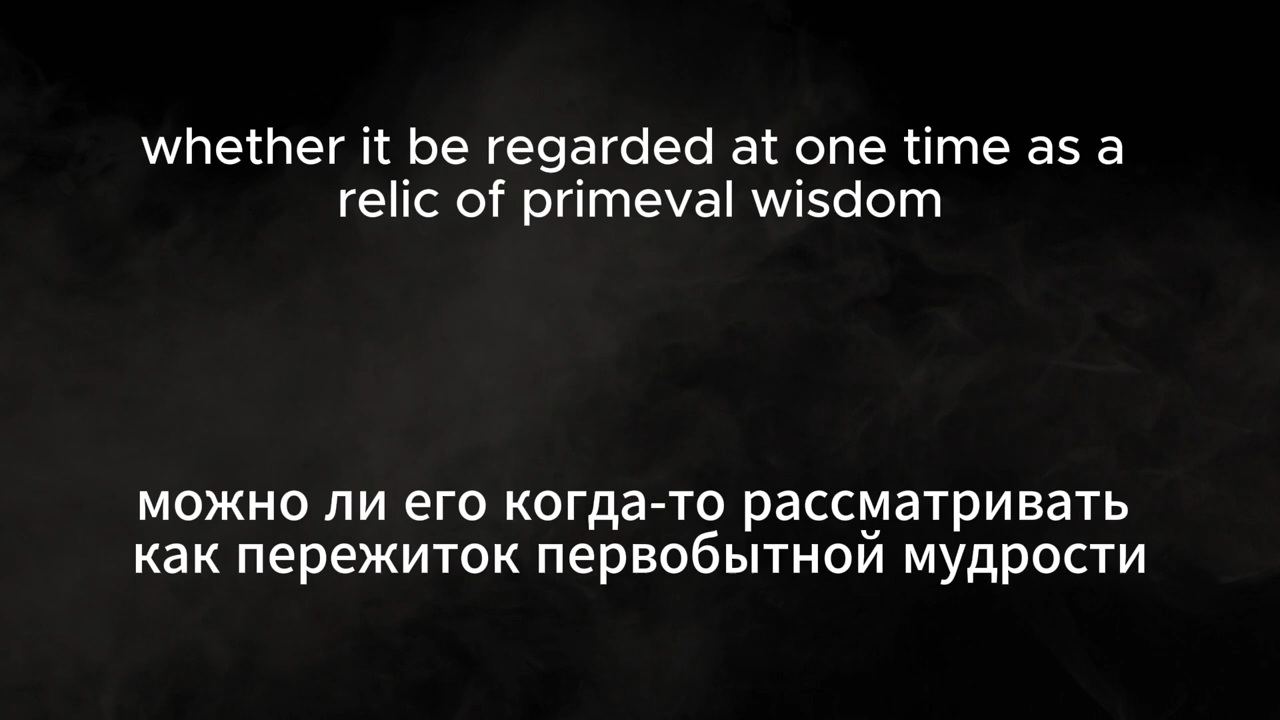 whether it be regarded at one time as a
relic of primeval wisdom
можно ли его когда-то рассматривать
как пережиток первобытной мудрости